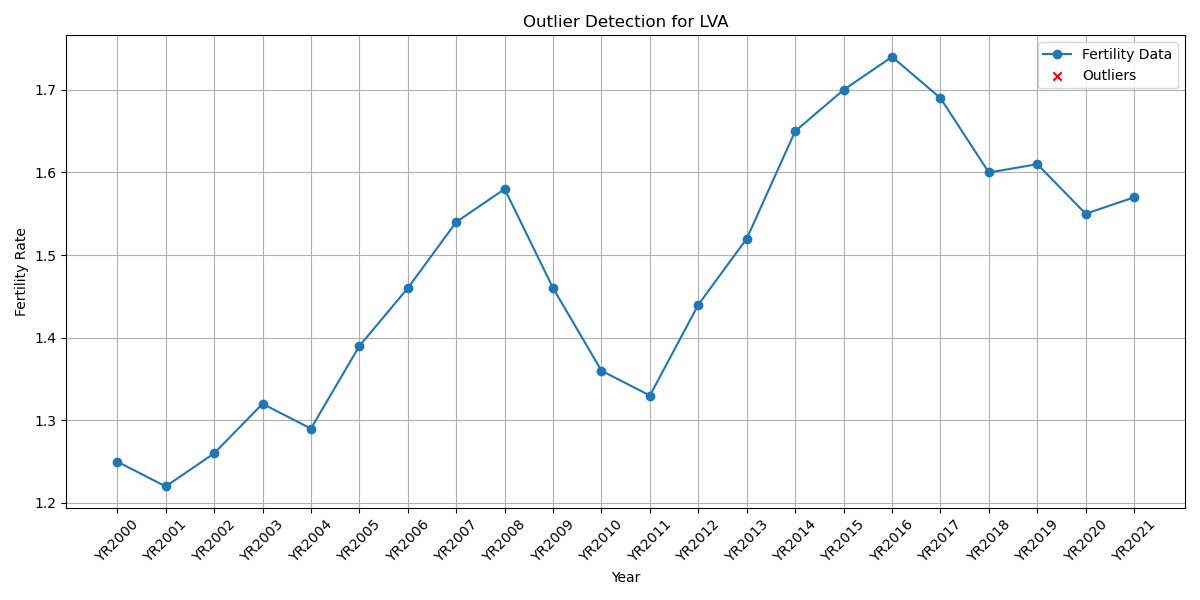 Outlier Detection for LVA
Fertility Data
Outliers
Fertility Rate
1.7
1.6
1.5
1.4
1.3
1.2
YR2000
YR2001
YR2002
YR2003
YR2004
YR2005
YR2006
YR2007
YR2008
YR2009
YR2010
YR2011
YR2012
YR2013
YR2014
YR2015
YR2016
YR2017
YR2018
YR2019
YR2020
YR2021
Year